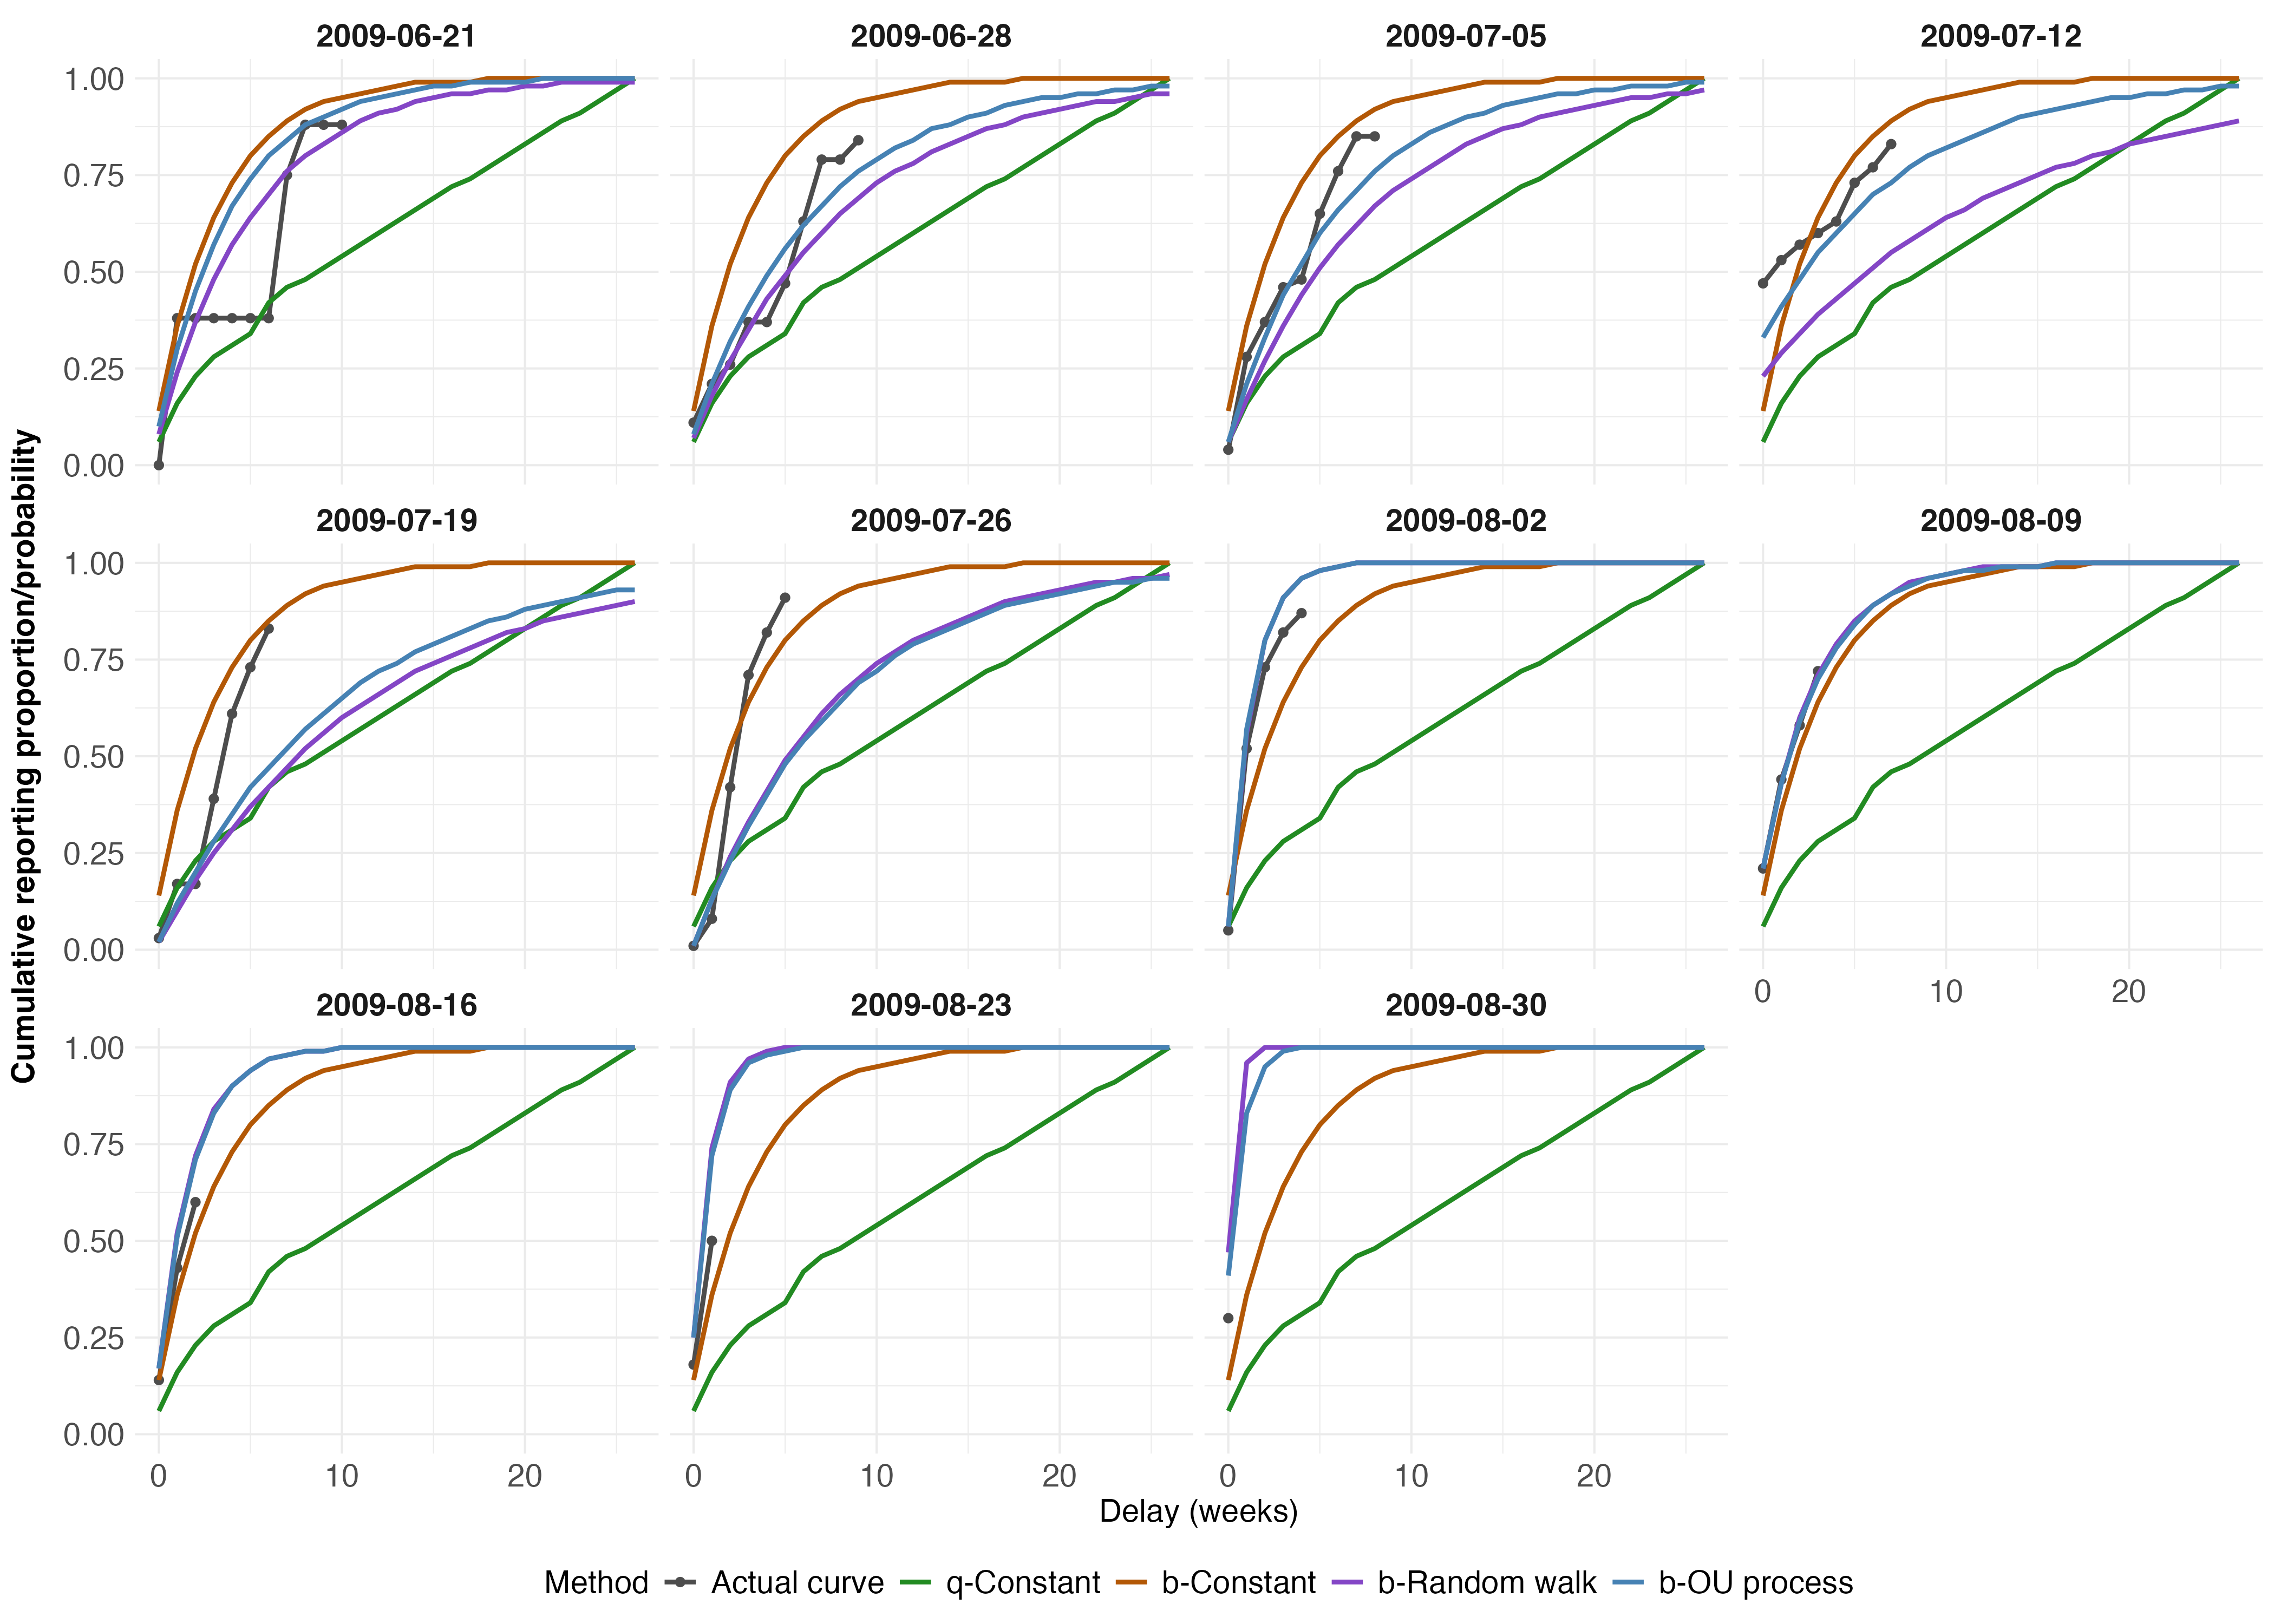 2009-06-21 2009-06-28 2009-07-05 2009-07-12
1.00
0.75
0.50
0.25
0.00
2009-07-19 2009-07-26 2009-08-02 2009-08-09
1.00
0.75
0.50
0.25
0.00
0 10 20
2009-08-16 2009-08-23 2009-08-30
1.00
0.75
0.50
0.25
0.00
0 10 20 0 10 20 0 10 20
Cumulative reporting proportion/probability
Delay (weeks)
Method Actual curve q-Constant b-Constant b-Random walk b-OU process